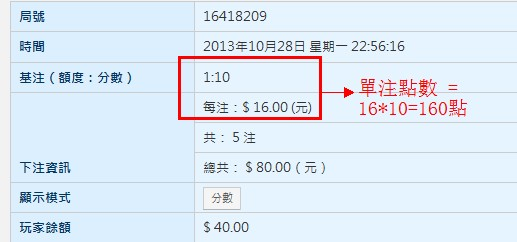 局號 16418209
時間 2013年10月28日 星期一 22:56:16
基注（額度：分數） 1:10
單注點數 =
每注：$ 16.00 (元)
16*10=160點
共： 5 注
下注資訊 總共： $ 80.00（ 元 ）
顯示模式 分數
玩家餘額 $ 40.00